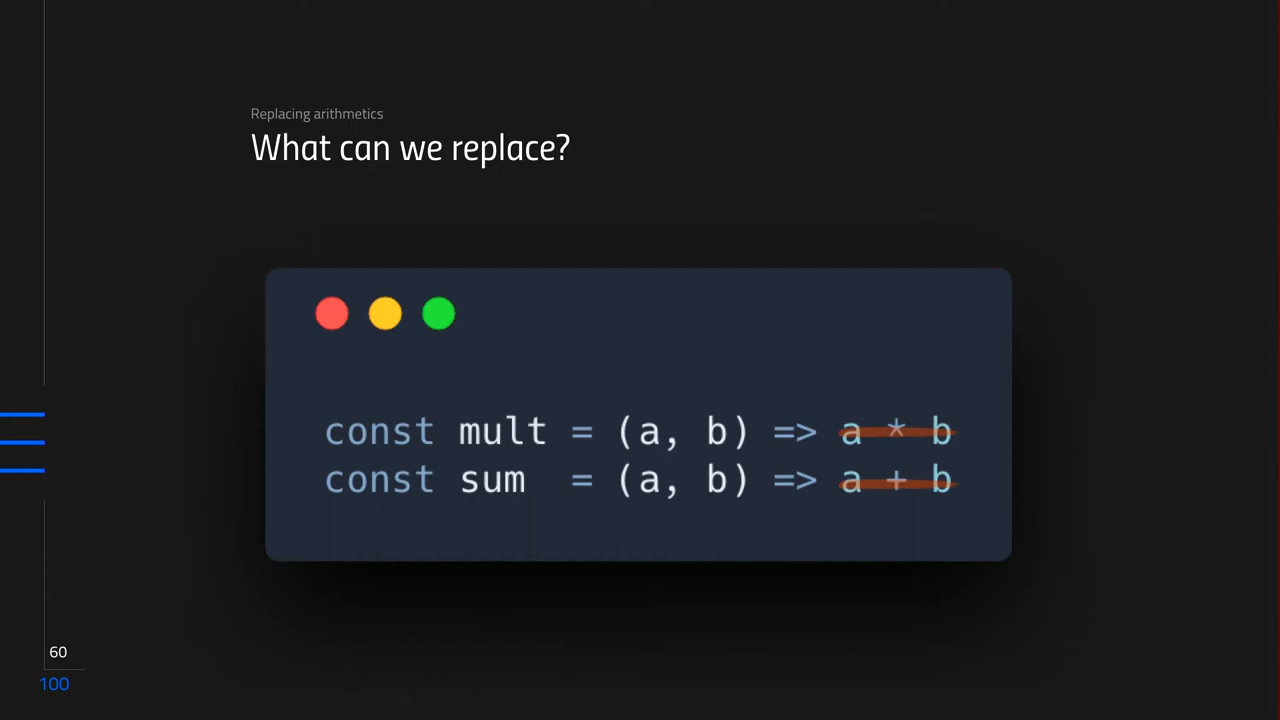 Replacing arithmetics
What can we replace?
const mult = (a, b) => a * b
const sum  = (a, b) => a + b
60
100